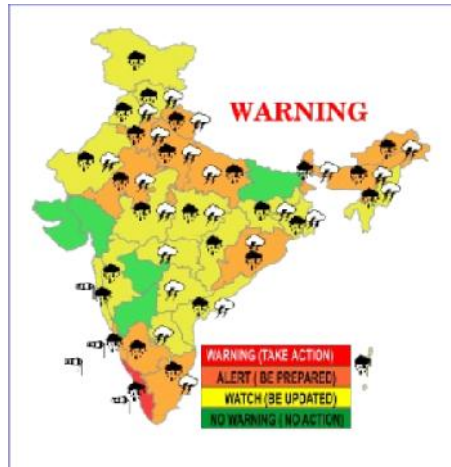 WARNING
WARNING (TAKE ACTION)
ALERT ( BE PREPARED)
WATCH (BE UPDATED)
NO WARNING ( NO ACTION)